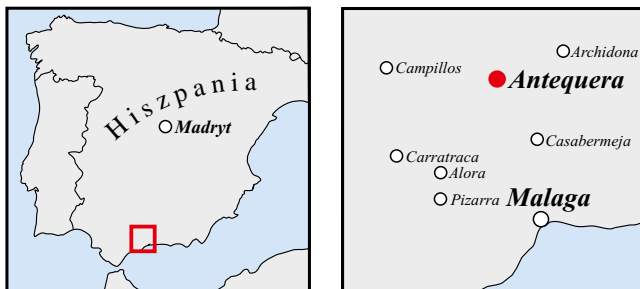 Hiszpania
Madryt
Archidona
Campillos
Antequera
Casabermeja
Carratraca
Alora
Pizarra
Malaga